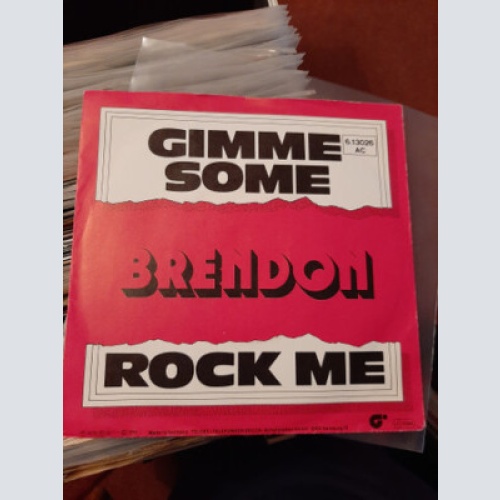 GIMME
6.13026
AC
SOME
BRENDON
ROCK ME